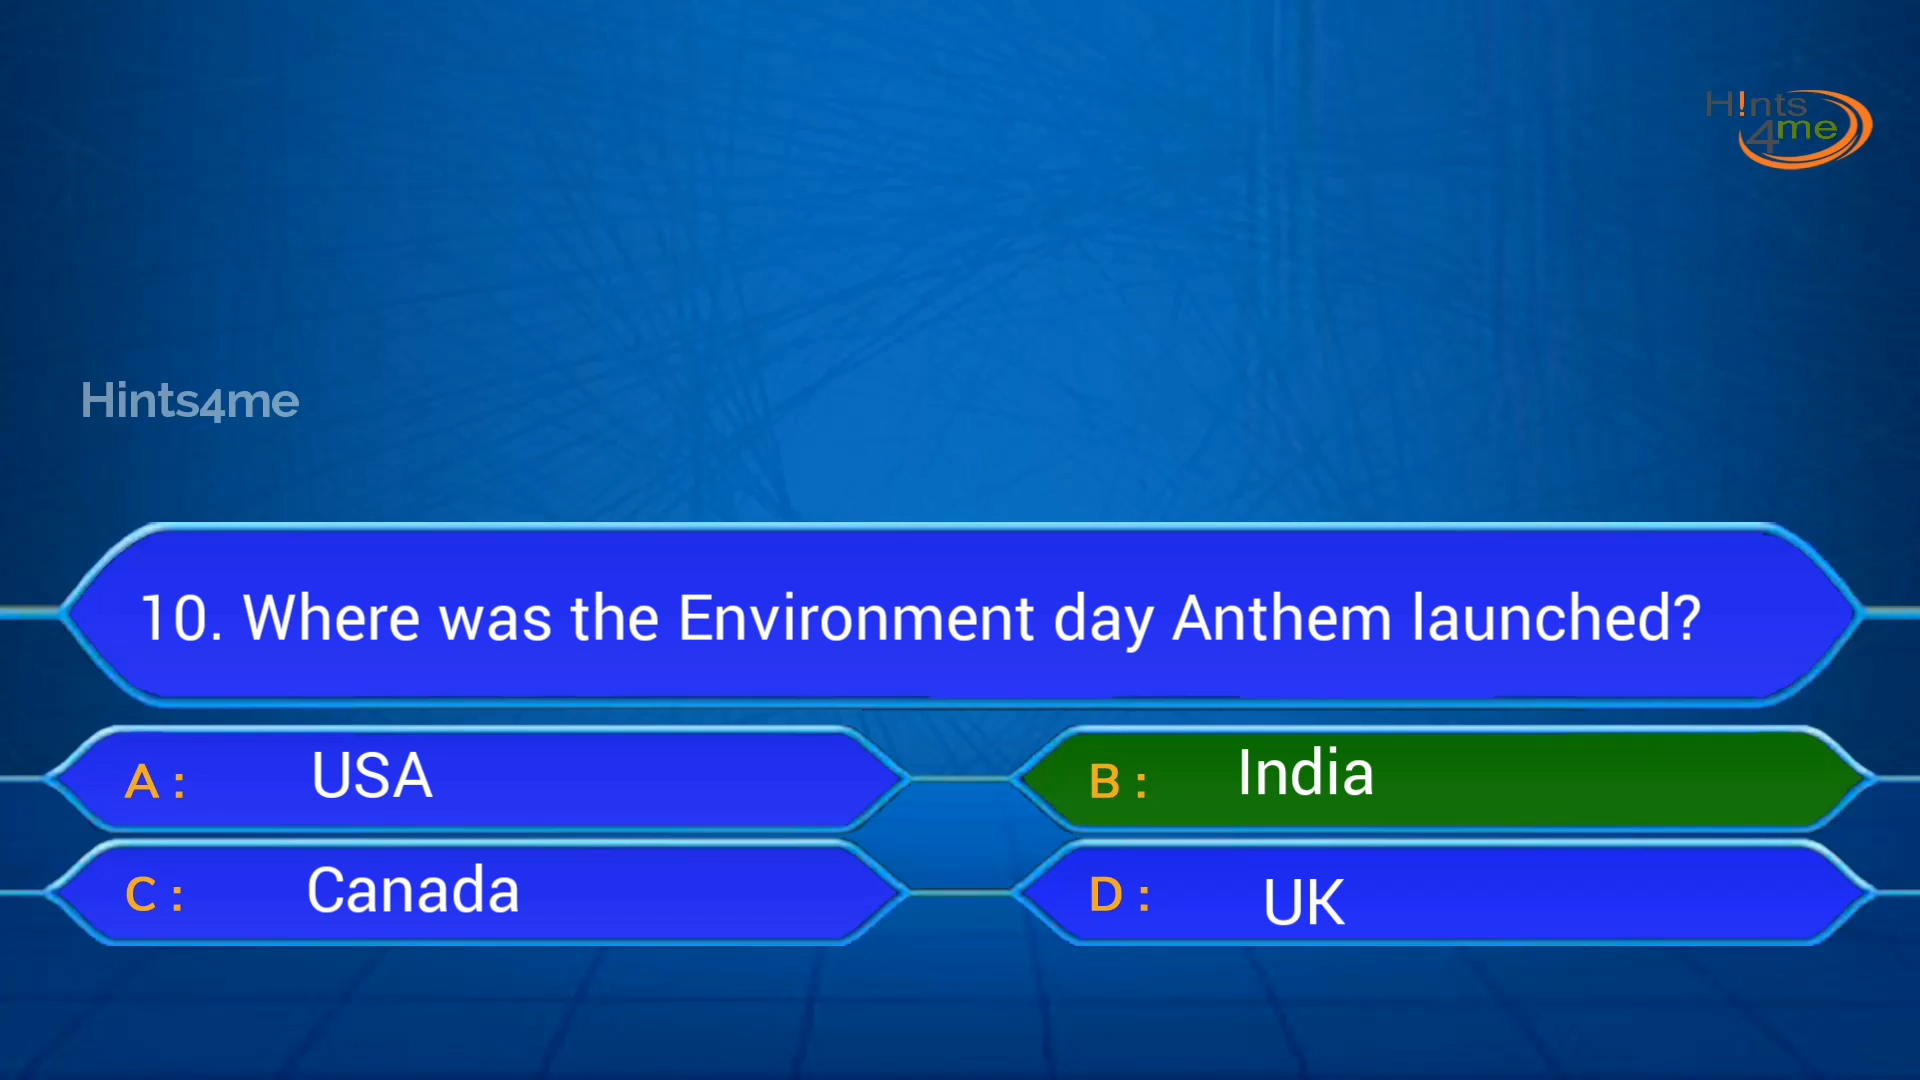 H!nts
4me
Hints4me
10. Where was the Environment day Anthem launched?
A : USA
B : India
C : Canada
D : UK